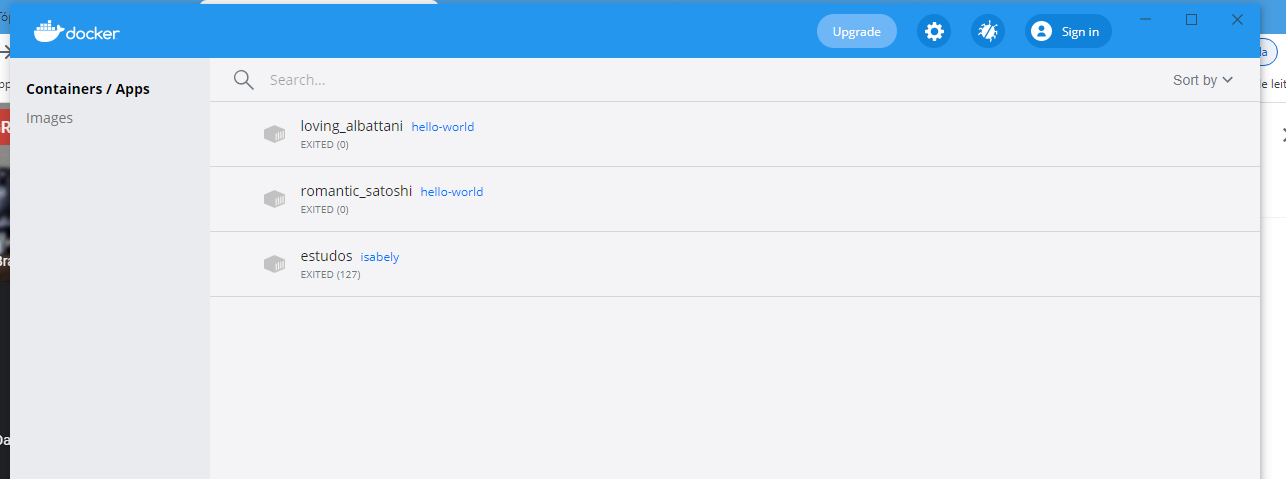 docker
Upgrade
Sign in
Containers / Apps
Images
Search...
Sort by
loving_albattani hello-world
EXITED (0)
romantic_satoshi hello-world
EXITED (0)
estudos isabely
EXITED (127)